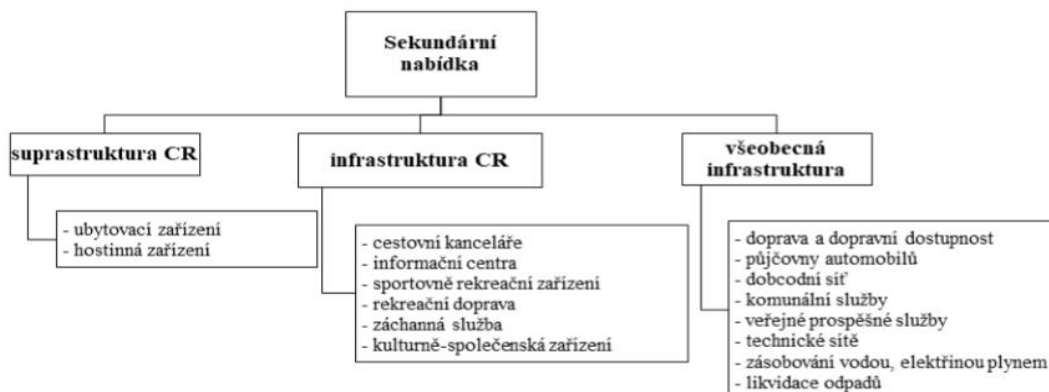 Sekundární
nabídka
suprastruktura CR
infrastruktura CR
všeobecná
infrastruktura
- ubytovací zařízení
- hostinná zařízení
- cestovní kanceláře
- informační centra
- sportovně rekreační zařízení
- rekreační doprava
- záchanná služba
- kulturně-společenská zařízení
- doprava a dopravní dostupnost
- půjčovny automobilů
- dobcodní síť
- komunální služby
- veřejné prospěšné služby
- technické sítě
- zásobování vodou, elektřinou plynem
- likvidace odpadů